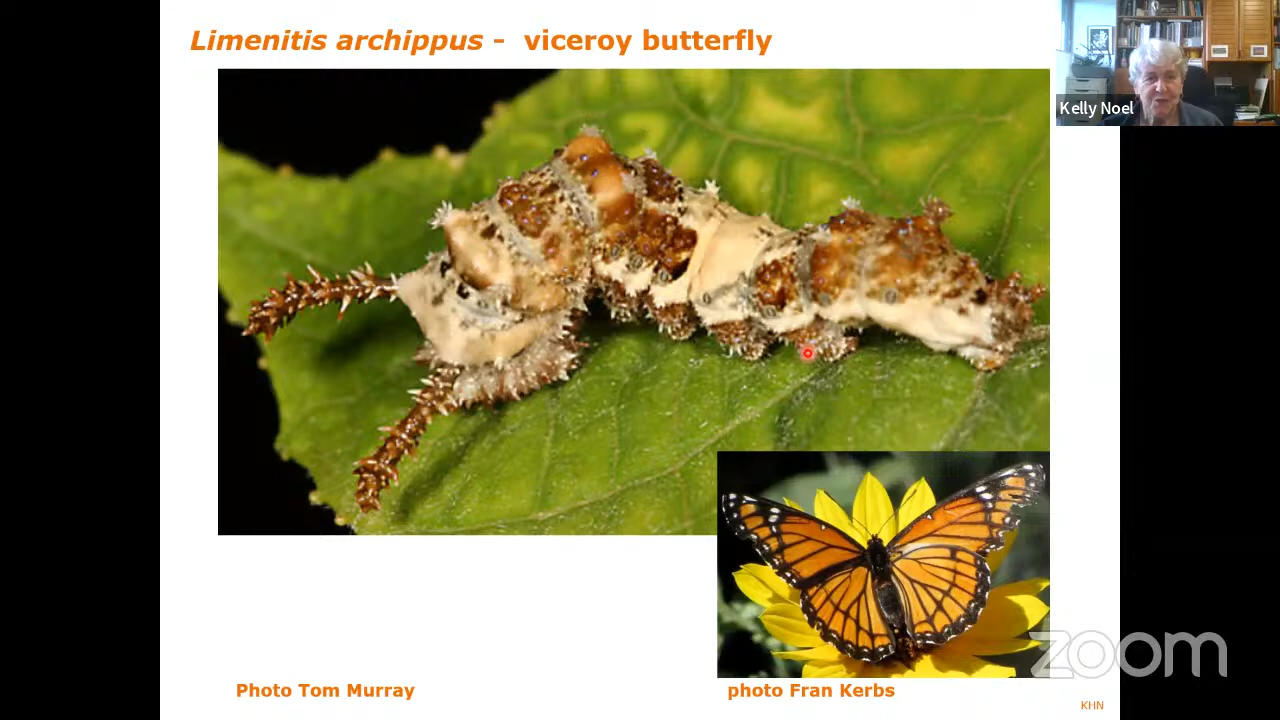 Limenitis archippus - viceroy butterfly
Kelly Noel
zoom
Photo Tom Murray
photo Fran Kerbs
KHN